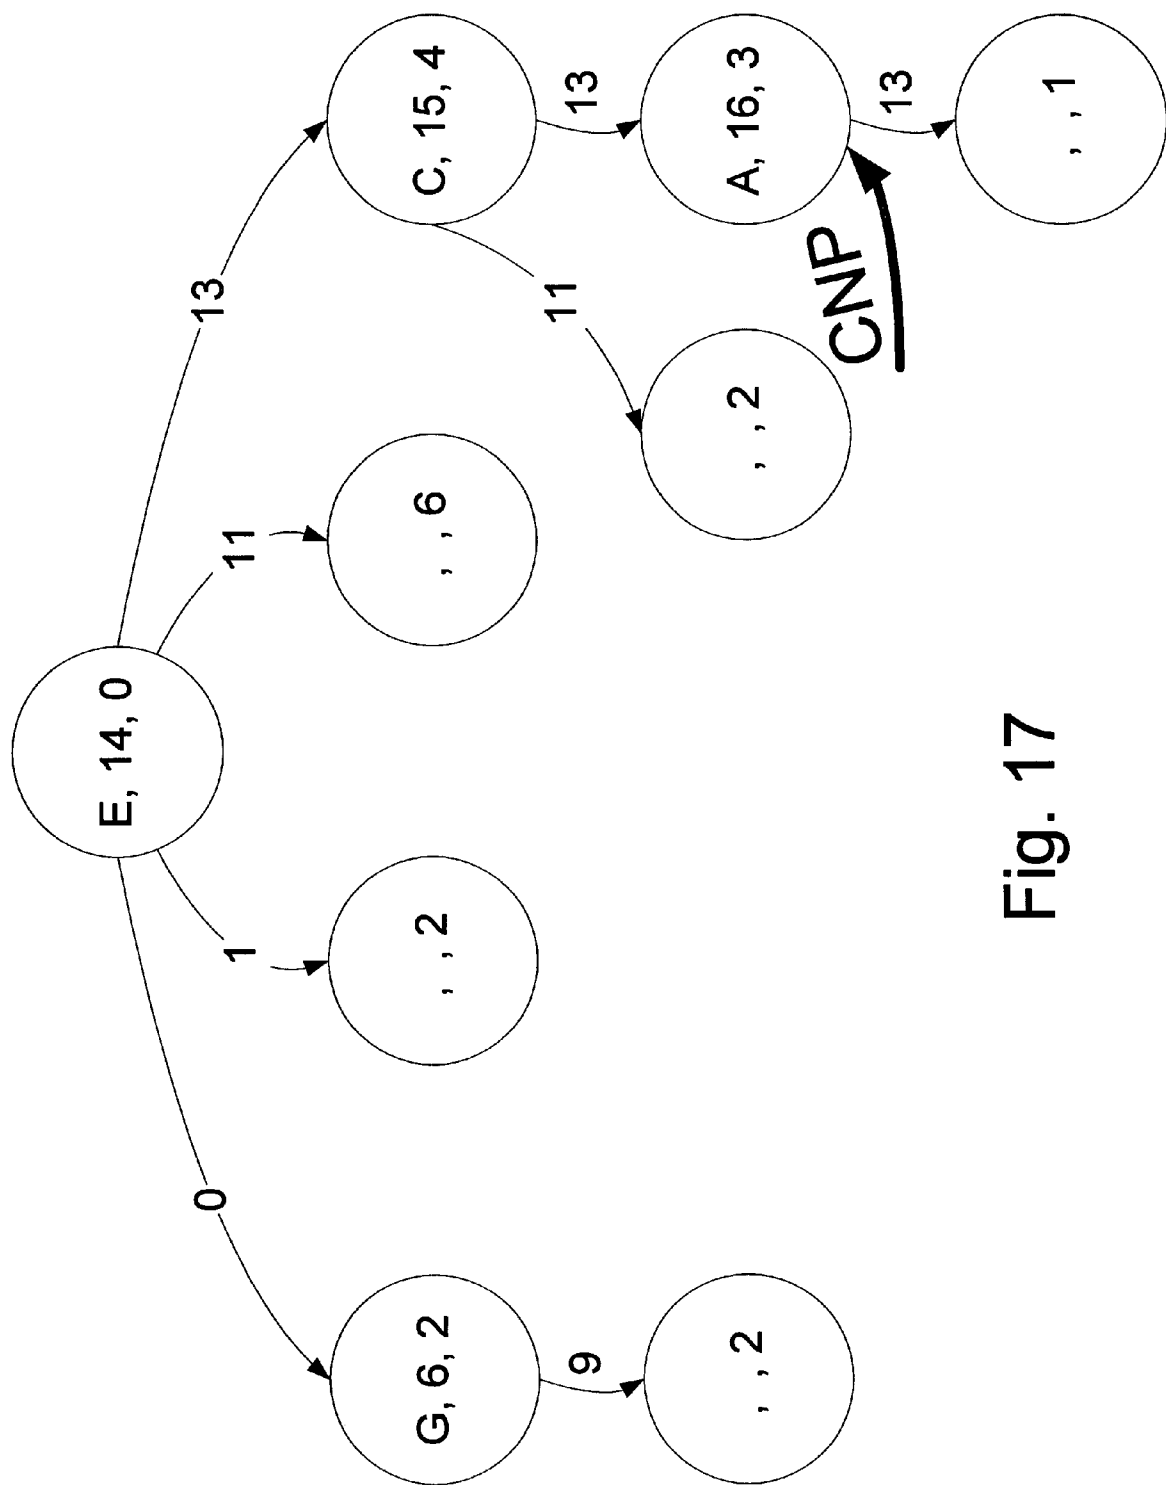 E, 14, 0
0
13
1
11
G, 6, 2
, , 2
, , 6
C, 15, 4
9
11
13
, , 2
, , 2
A, 16, 3
CNP
13
Fig. 17
, , 1